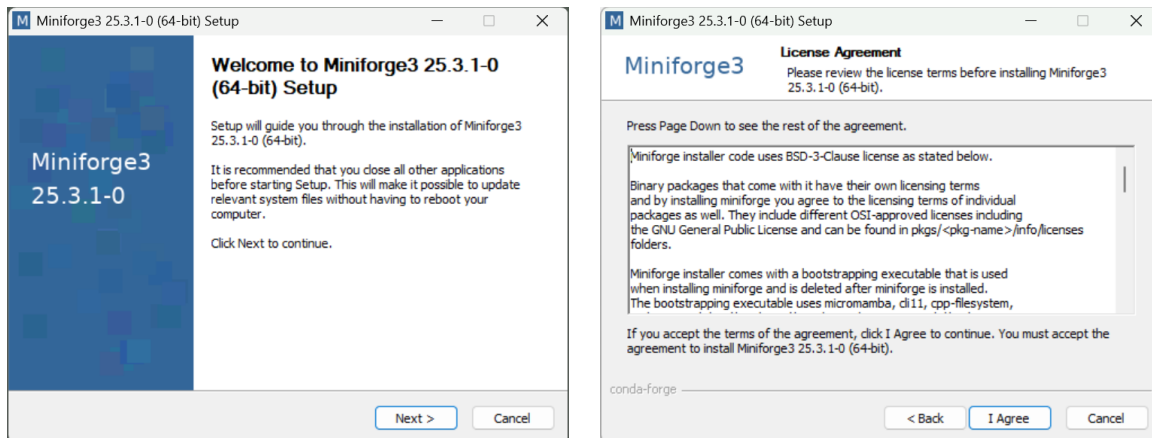 Miniforge3 25.3.1-0 (64-bit) Setup
Miniforge3
25.3.1-0
Welcome to Miniforge3 25.3.1-0
(64-bit) Setup
Setup will guide you through the installation of Miniforge3
25.3.1-0 (64-bit).
It is recommended that you close all other applications
before starting Setup. This will make it possible to update
relevant system files without having to reboot your
computer.
Click Next to continue.
Next >
Cancel
Miniforge3 25.3.1-0 (64-bit) Setup
Miniforge3
License Agreement
Please review the license terms before installing Miniforge3
25.3.1-0 (64-bit).
Press Page Down to see the rest of the agreement.
Miniforge installer code uses BSD-3-Clause license as stated below.
Binary packages that come with it have their own licensing terms
and by installing miniforge you agree to the licensing terms of individual
packages as well. They include different OSI-approved licenses including
the GNU General Public License and can be found in pkgs/<pkg-name>/info/licenses
folders.
Miniforge installer comes with a bootstrapping executable that is used
when installing miniforge and is deleted after miniforge is installed.
The bootstrapping executable uses micromamba, cli11, cpp-filesystem,
If you accept the terms of the agreement, click I Agree to continue. You must accept the
agreement to install Miniforge3 25.3.1-0 (64-bit).
conda-forge
< Back
I Agree
Cancel